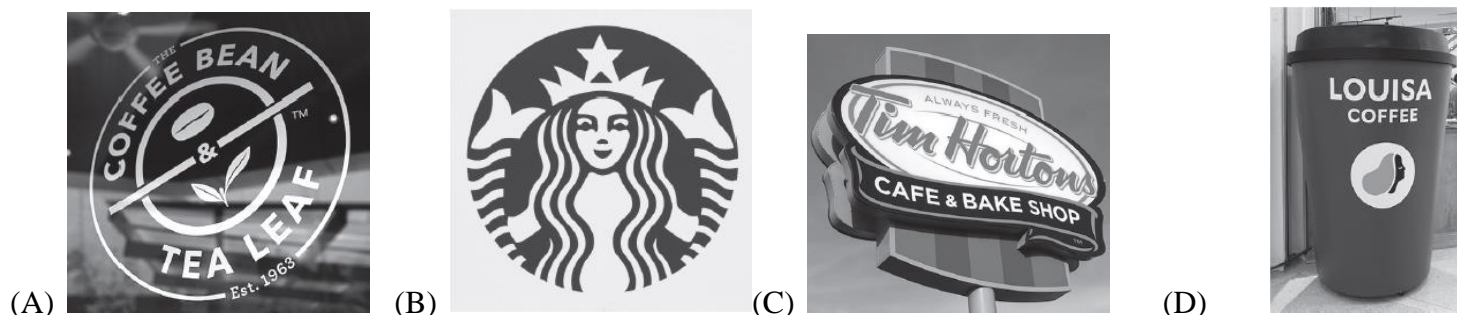 (A)
THE
COFFEE BEAN
&
TEA LEAF
TM
Est. 1963
(B)
(C)
ALWAYS FRESH
Tim Hortons
CAFE & BAKE SHOP
TM
(D)
LOUISA
COFFEE